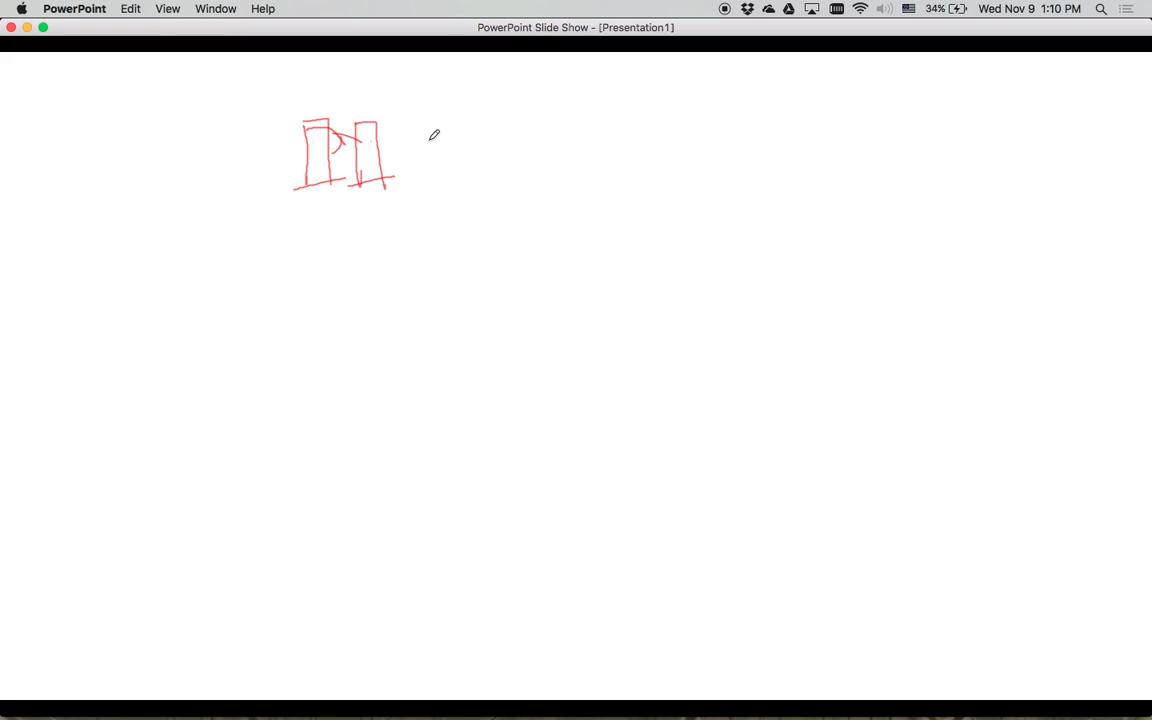 PowerPoint Edit View Window Help 34% Wed Nov 9 1:10 PM
PowerPoint Slide Show - [Presentation1]